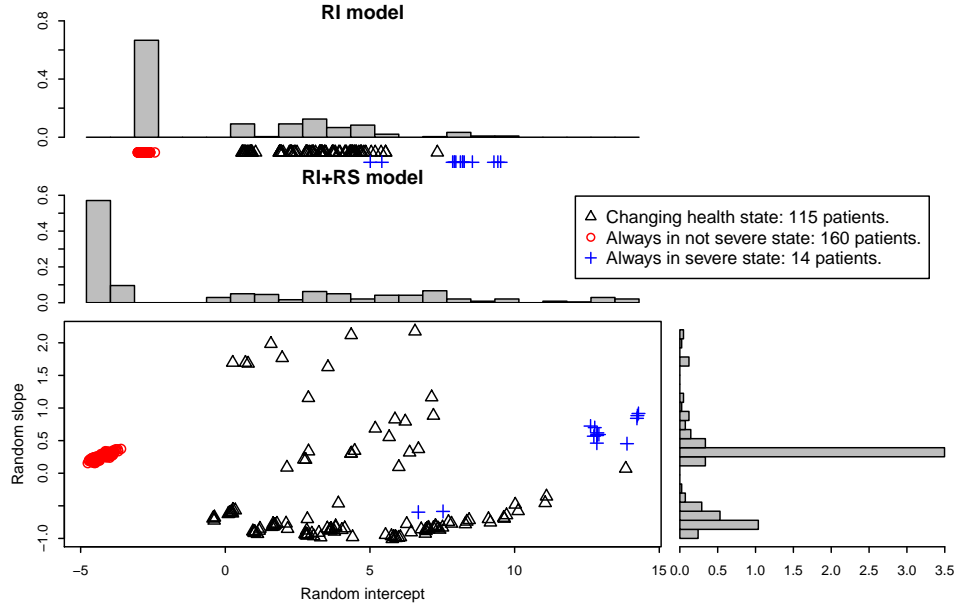 RI model
0.8
0.4
0.0
RI+RS model
0.6
0.4
0.2
0.0
Changing health state: 115 patients.
Always in not severe state: 160 patients.
Always in severe state: 14 patients.
2.0
1.5
1.0
0.5
0.0
-1.0
Random slope
-5 0 5 10 15
Random intercept
0.0 0.5 1.0 1.5 2.0 2.5 3.0 3.5